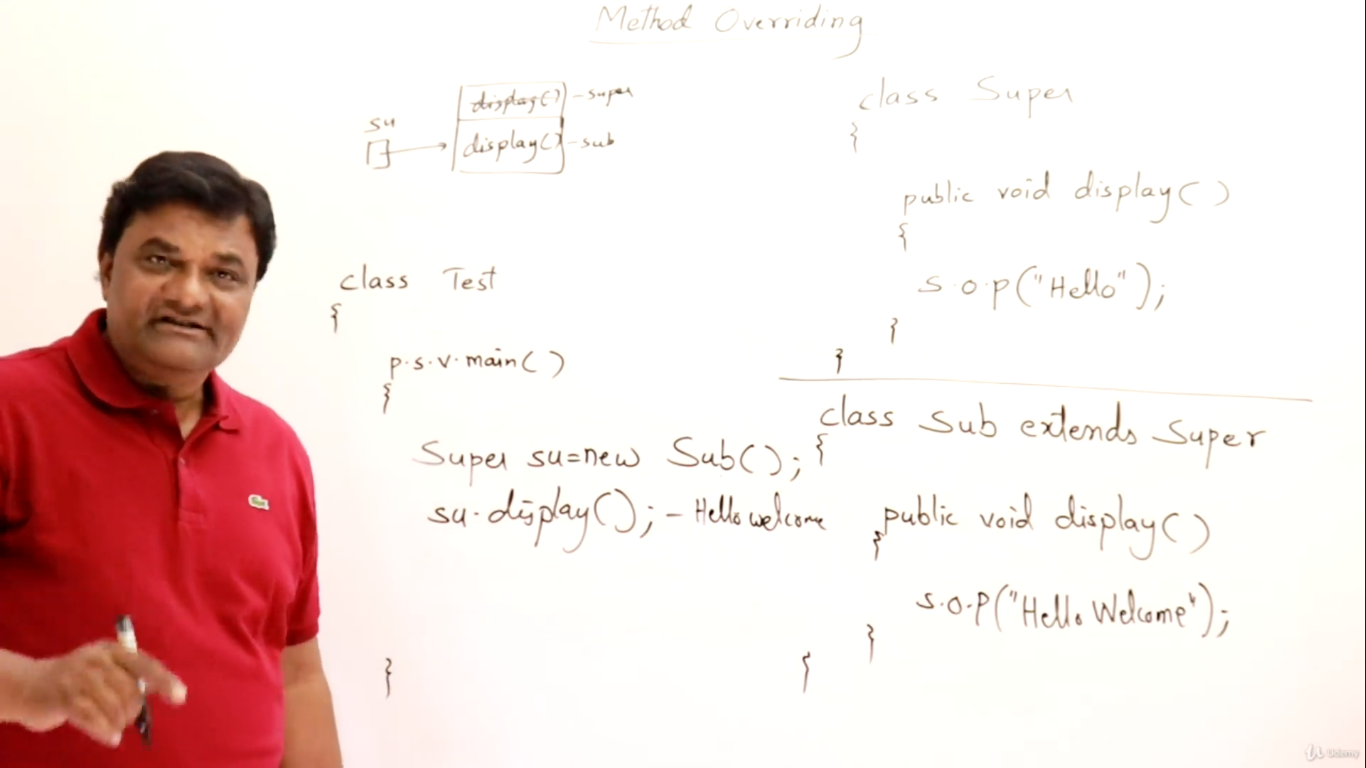 Method Overriding
su
display() - super
display() - sub
class Test
{
p.s.v.main()
{
Super su=new Sub();
su.display(); - Hello welcome
}
class Super
{
public void display()
{
s.o.p("Hello");
}
}
class Sub extends Super
{
public void display()
{
s.o.p("Hello Welcome");
}
{
Udemy